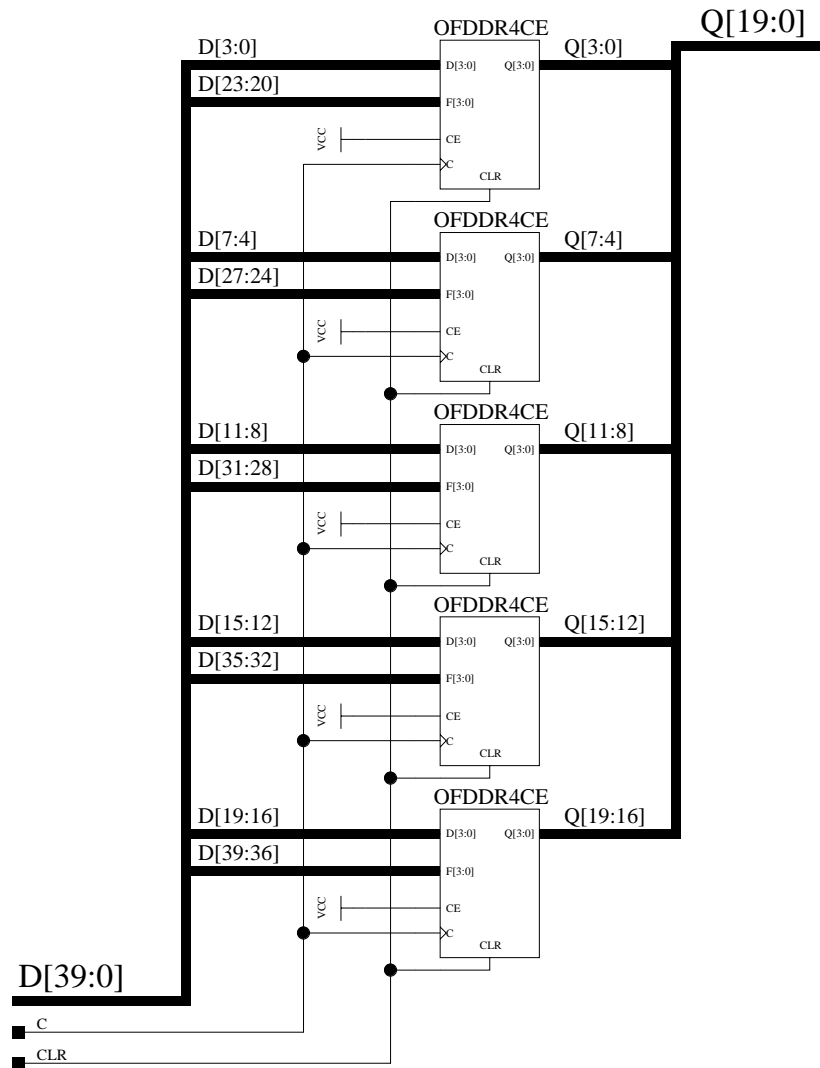 OFDDR4CE Q[19:0]
D[3:0] Q[3:0]
D[3:0] Q[3:0]
D[23:20]
F[3:0]
VCC CE
C
CLR
OFDDR4CE
D[7:4] Q[7:4]
D[3:0] Q[3:0]
D[27:24]
F[3:0]
VCC CE
C
CLR
OFDDR4CE
D[11:8] Q[11:8]
D[3:0] Q[3:0]
D[31:28]
F[3:0]
VCC CE
C
CLR
OFDDR4CE
D[15:12] Q[15:12]
D[3:0] Q[3:0]
D[35:32]
F[3:0]
VCC CE
C
CLR
OFDDR4CE
D[19:16] Q[19:16]
D[3:0] Q[3:0]
D[39:36]
F[3:0]
VCC CE
C
CLR
D[39:0]
C
CLR